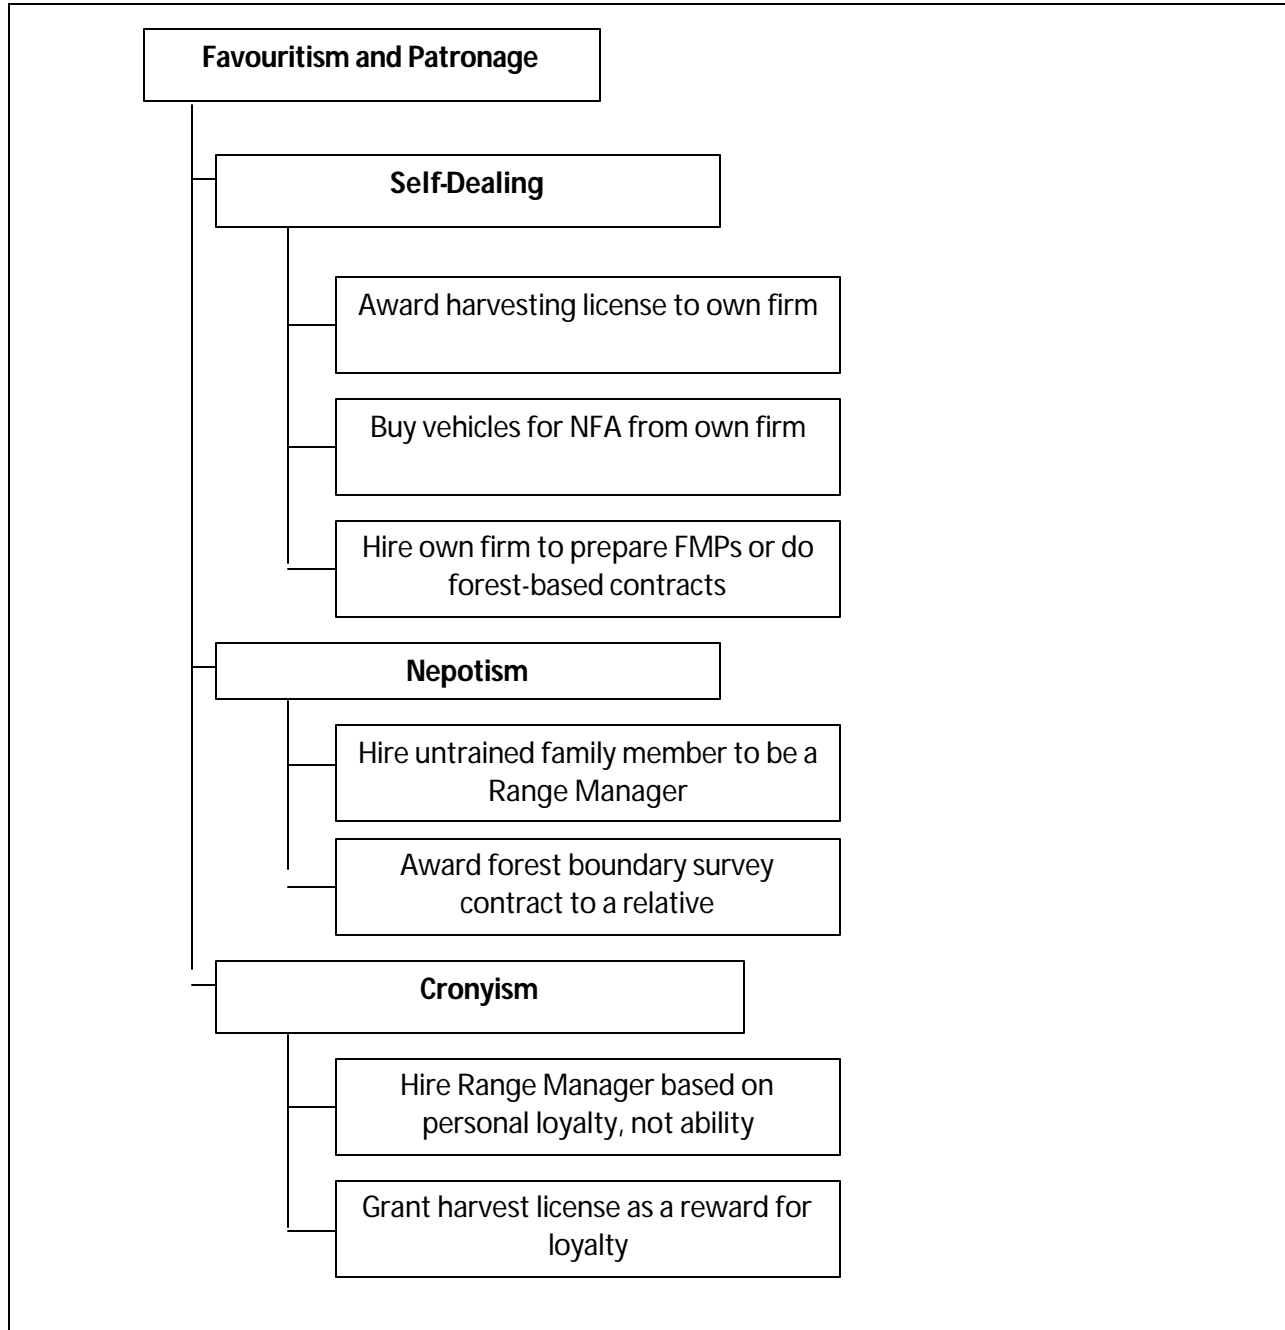 Favouritism and Patronage
Self-Dealing
Award harvesting license to own firm
Buy vehicles for NFA from own firm
Hire own firm to prepare FMPs or do
forest-based contracts
Nepotism
Hire untrained family member to be a
Range Manager
Award forest boundary survey
contract to a relative
Cronyism
Hire Range Manager based on
personal loyalty, not ability
Grant harvest license as a reward for
loyalty